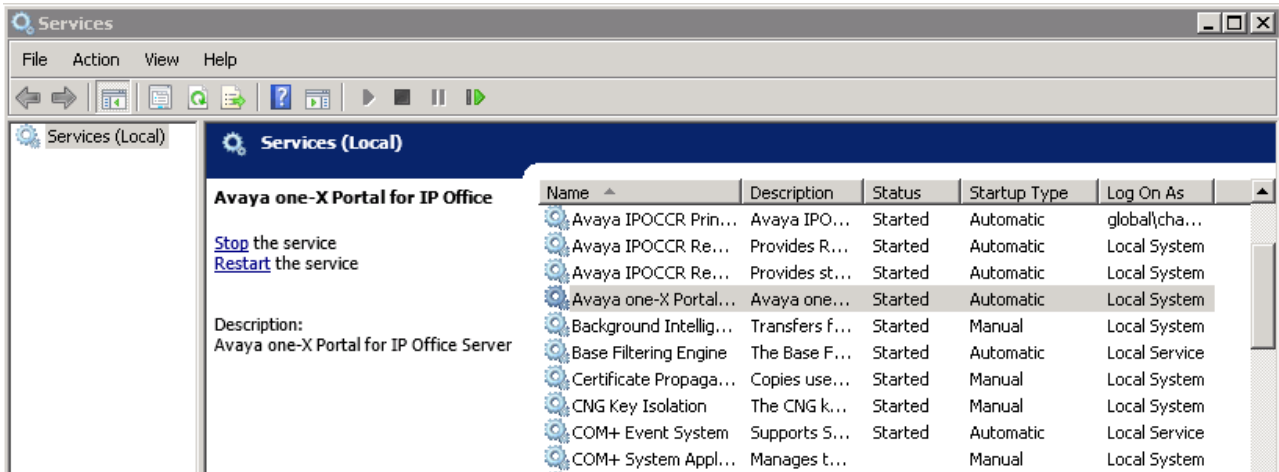 Services
File Action View Help
Services (Local)
Services (Local)
Avaya one-X Portal for IP Office
Stop the service
Restart the service
Description:
Avaya one-X Portal for IP Office Server
Name Description Status Startup Type Log On As
Avaya IPOCCR Prin... Avaya IPO... Started Automatic global\cha...
Avaya IPOCCR Re... Provides R... Started Automatic Local System
Avaya IPOCCR Re... Provides st... Started Automatic Local System
Avaya one-X Portal... Avaya one... Started Automatic Local System
Background Intellig... Transfers f... Started Manual Local System
Base Filtering Engine The Base F... Started Automatic Local Service
Certificate Propaga... Copies use... Started Manual Local System
CNG Key Isolation The CNG k... Started Manual Local System
COM+ Event System Supports S... Started Automatic Local Service
COM+ System Appl... Manages t... Manual Local System